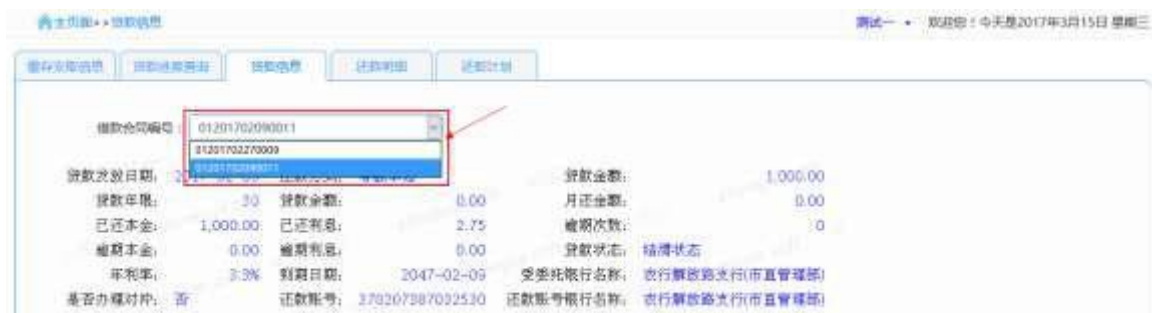 主页面>>贷款信息 测试一 • 欢迎您！今天是2017年3月15日 星期三
缴存支取信息 贷款进度查询 贷款信息 还款明细 还款计划
借款合同编号： 01201702090011
01201702270009
01201702090011
贷款发放日期: 贷款金额: 1,000.00
贷款年限: 30 贷款余额: 0.00 月还金额: 0.00
已还本金: 1,000.00 已还利息: 2.75 逾期次数: 0
逾期本金: 0.00 逾期利息: 0.00 贷款状态: 结清状态
年利率: 3.3% 到期日期: 2047-02-09 受委托银行名称: 农行解放路支行(市直管理部)
是否办理对冲: 否 还款账号: 370207387032530 还款账号银行名称: 农行解放路支行(市直管理部)